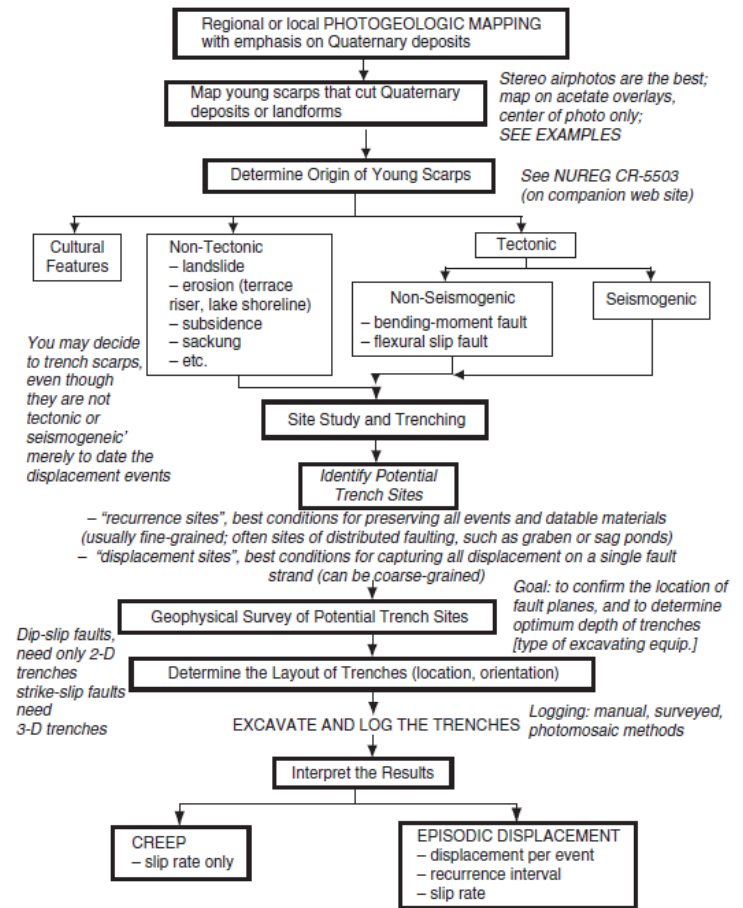 Regional or local PHOTOGEOLOGIC MAPPING
with emphasis on Quaternary deposits
Map young scarps that cut Quaternary
deposits or landforms
Stereo airphotos are the best;
map on acetate overlays,
center of photo only;
SEE EXAMPLES
Determine Origin of Young Scarps
See NUREG CR-5503
(on companion web site)
Cultural
Features
Non-Tectonic
– landslide
– erosion (terrace
riser, lake shoreline)
– subsidence
– sackung
– etc.
Tectonic
Non-Seismogenic
– bending-moment fault
– flexural slip fault
Seismogenic
You may decide
to trench scarps,
even though
they are not
tectonic or
seismogeneic’
merely to date the
displacement events
Site Study and Trenching
Identify Potential
Trench Sites
– “recurrence sites”, best conditions for preserving all events and datable materials
(usually fine-grained; often sites of distributed faulting, such as graben or sag ponds)
– “displacement sites”, best conditions for capturing all displacement on a single fault
strand (can be coarse-grained)
Geophysical Survey of Potential Trench Sites
Goal: to confirm the location of
fault planes, and to determine
optimum depth of trenches
[type of excavating equip.]
Dip-slip faults,
need only 2-D
trenches
strike-slip faults
need
3-D trenches
Determine the Layout of Trenches (location, orientation)
EXCAVATE AND LOG THE TRENCHES
Logging: manual, surveyed,
photomosaic methods
Interpret the Results
CREEP
– slip rate only
EPISODIC DISPLACEMENT
– displacement per event
– recurrence interval
– slip rate